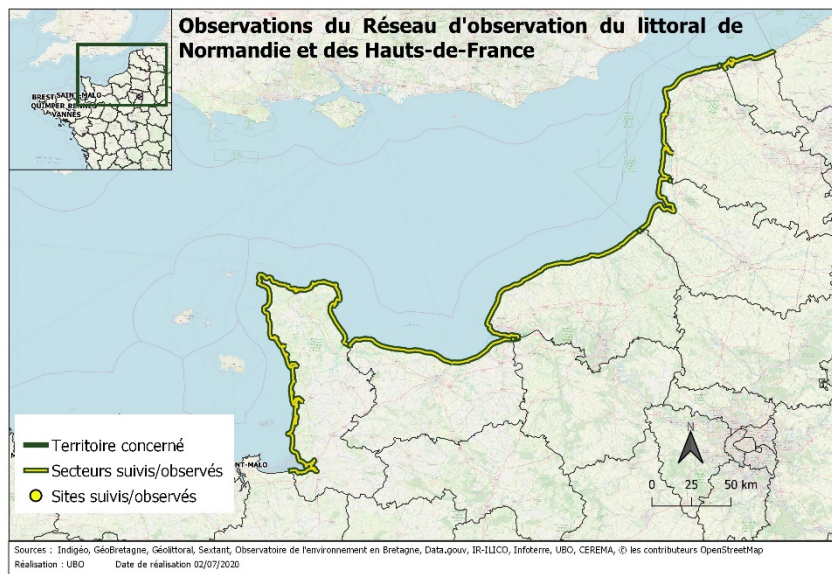 Observations du Réseau d'observation du littoral de
Normandie et des Hauts-de-France
BREST SAINT-MALO
QUIMPER RENNES
VANNES
NT-MALO
Territoire concerné
Secteurs suivis/observés
Sites suivis/observés
N
0 25 50 km
Sources : Indigéo, GéoBretagne, Géolittoral, Sextant, Observatoire de l'environnement en Bretagne, Data.gouv, IR-ILICO, Infoterre, UBO, CEREMA, © les contributeurs OpenStreetMap
Réalisation : UBO Date de réalisation 02/07/2020